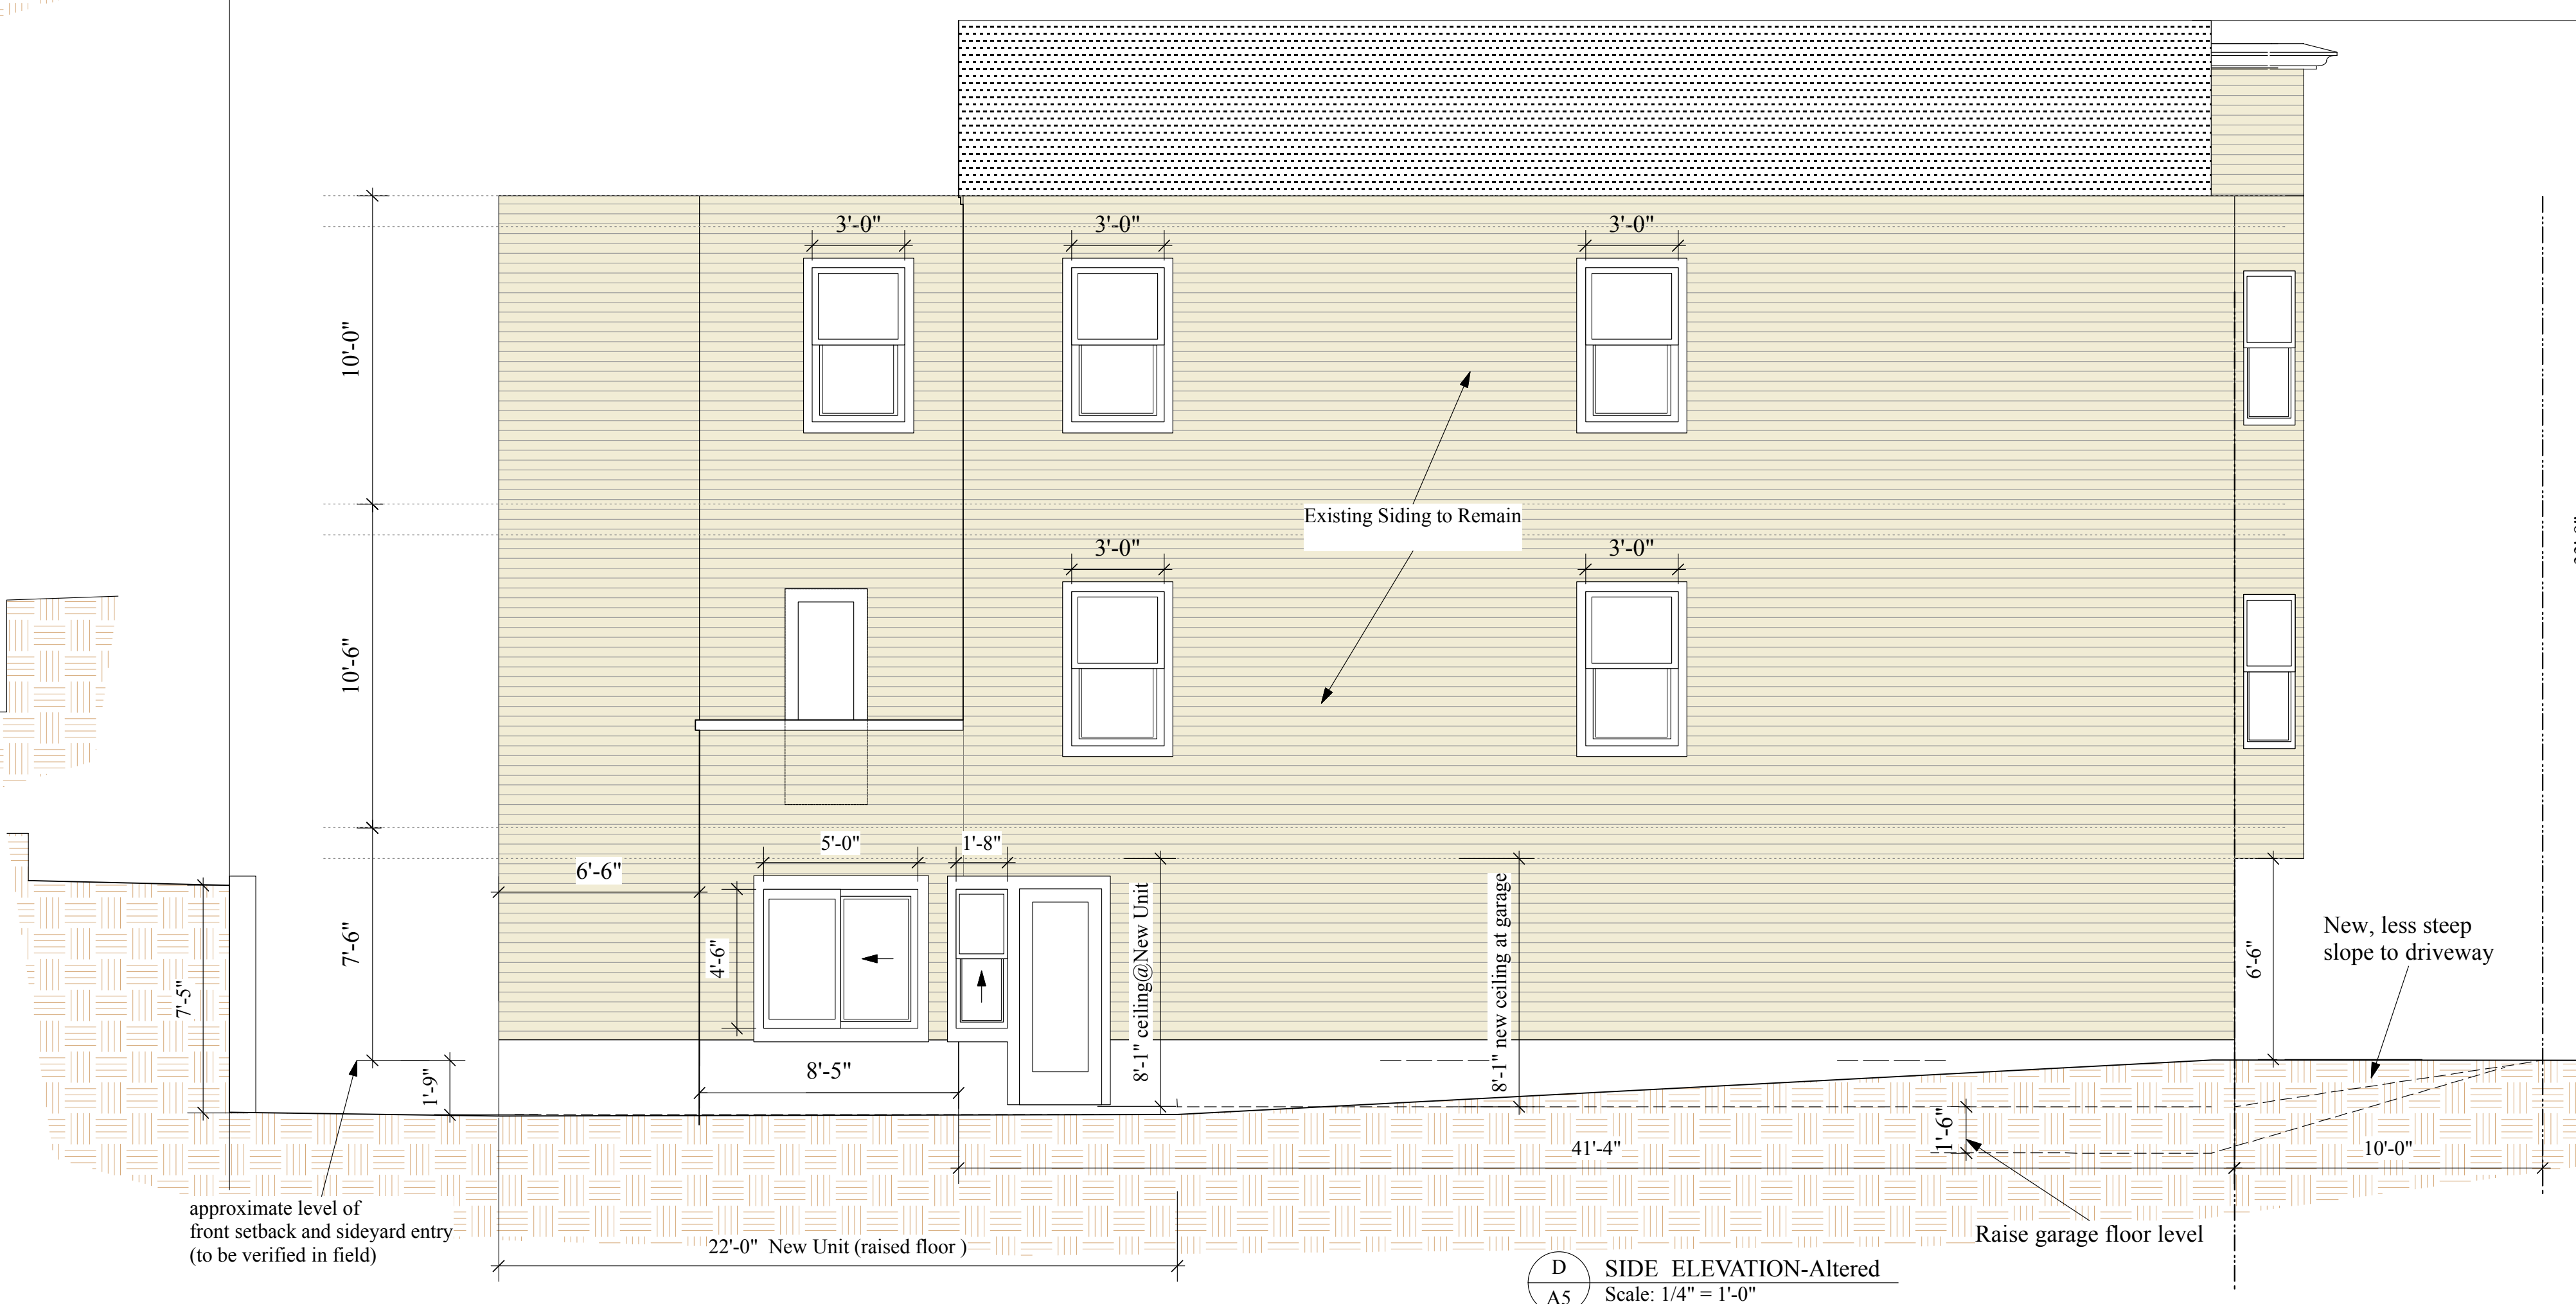 3'-0"
3'-0"
3'-0"
10'-0"
Existing Siding to Remain
3'-0"
3'-0"
10'-6"
5'-0"
1'-8"
6'-6"
7'-6"
4'-6"
8'-1" ceiling@New Unit
8'-1" new ceiling at garage
6'-6"
New, less steep
slope to driveway
7'-5"
1'-9"
8'-5"
1'-6"
41'-4"
10'-0"
approximate level of
front setback and sideyard entry
(to be verified in field)
22'-0" New Unit (raised floor )
Raise garage floor level
D
A5
SIDE ELEVATION-Altered
Scale: 1/4" = 1'-0"